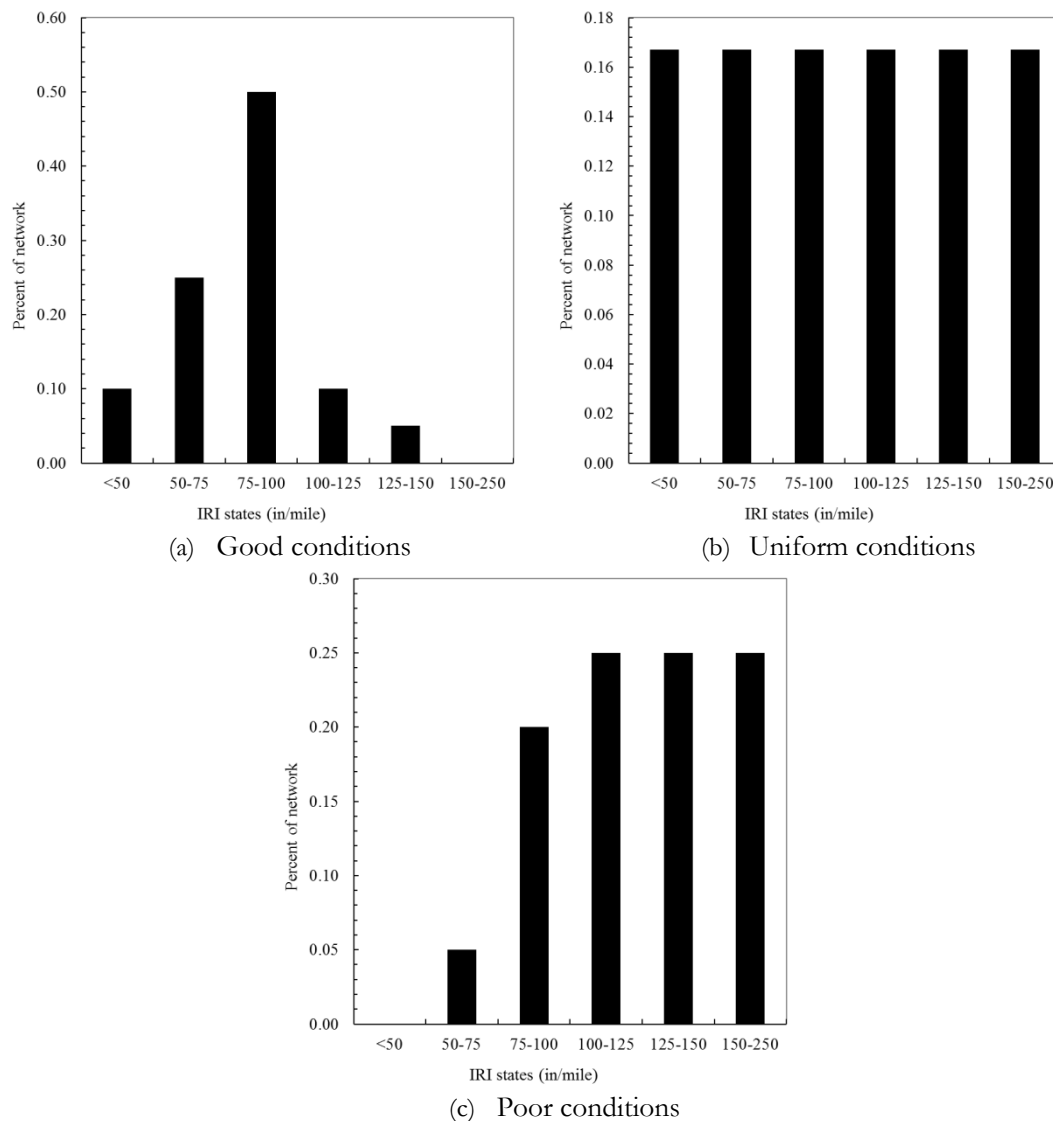 0.60
0.50
0.40
0.30
0.20
0.10
0.00
Percent of network
<50 50-75 75-100 100-125 125-150 150-250
IRI states (in/mile)
(a) Good conditions
0.18
0.16
0.14
0.12
0.10
0.08
0.06
0.04
0.02
0.00
Percent of network
<50 50-75 75-100 100-125 125-150 150-250
IRI states (in/mile)
(b) Uniform conditions
0.30
0.25
0.20
0.15
0.10
0.05
0.00
Percent of network
<50 50-75 75-100 100-125 125-150 150-250
IRI states (in/mile)
(c) Poor conditions